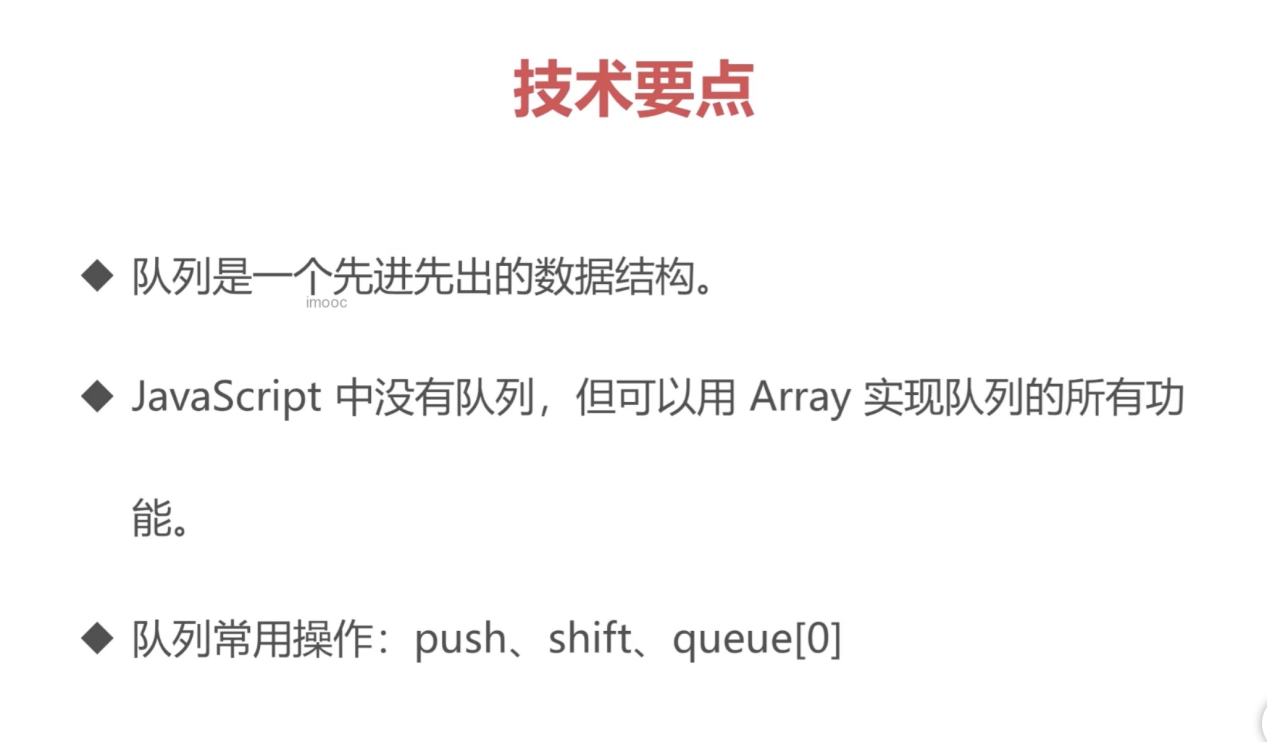 技术要点
◆ 队列是一个先进先出的数据结构。
imooc
◆ JavaScript 中没有队列，但可以用 Array 实现队列的所有功
能。
◆ 队列常用操作：push、shift、queue[0]